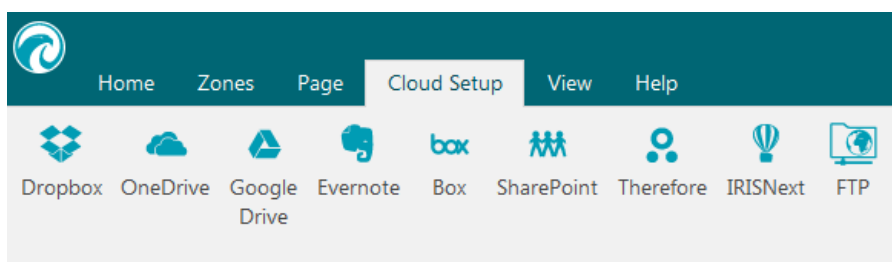 Home Zones Page Cloud Setup View Help
box
Dropbox OneDrive Google Drive Evernote Box SharePoint Therefore IRISNext FTP